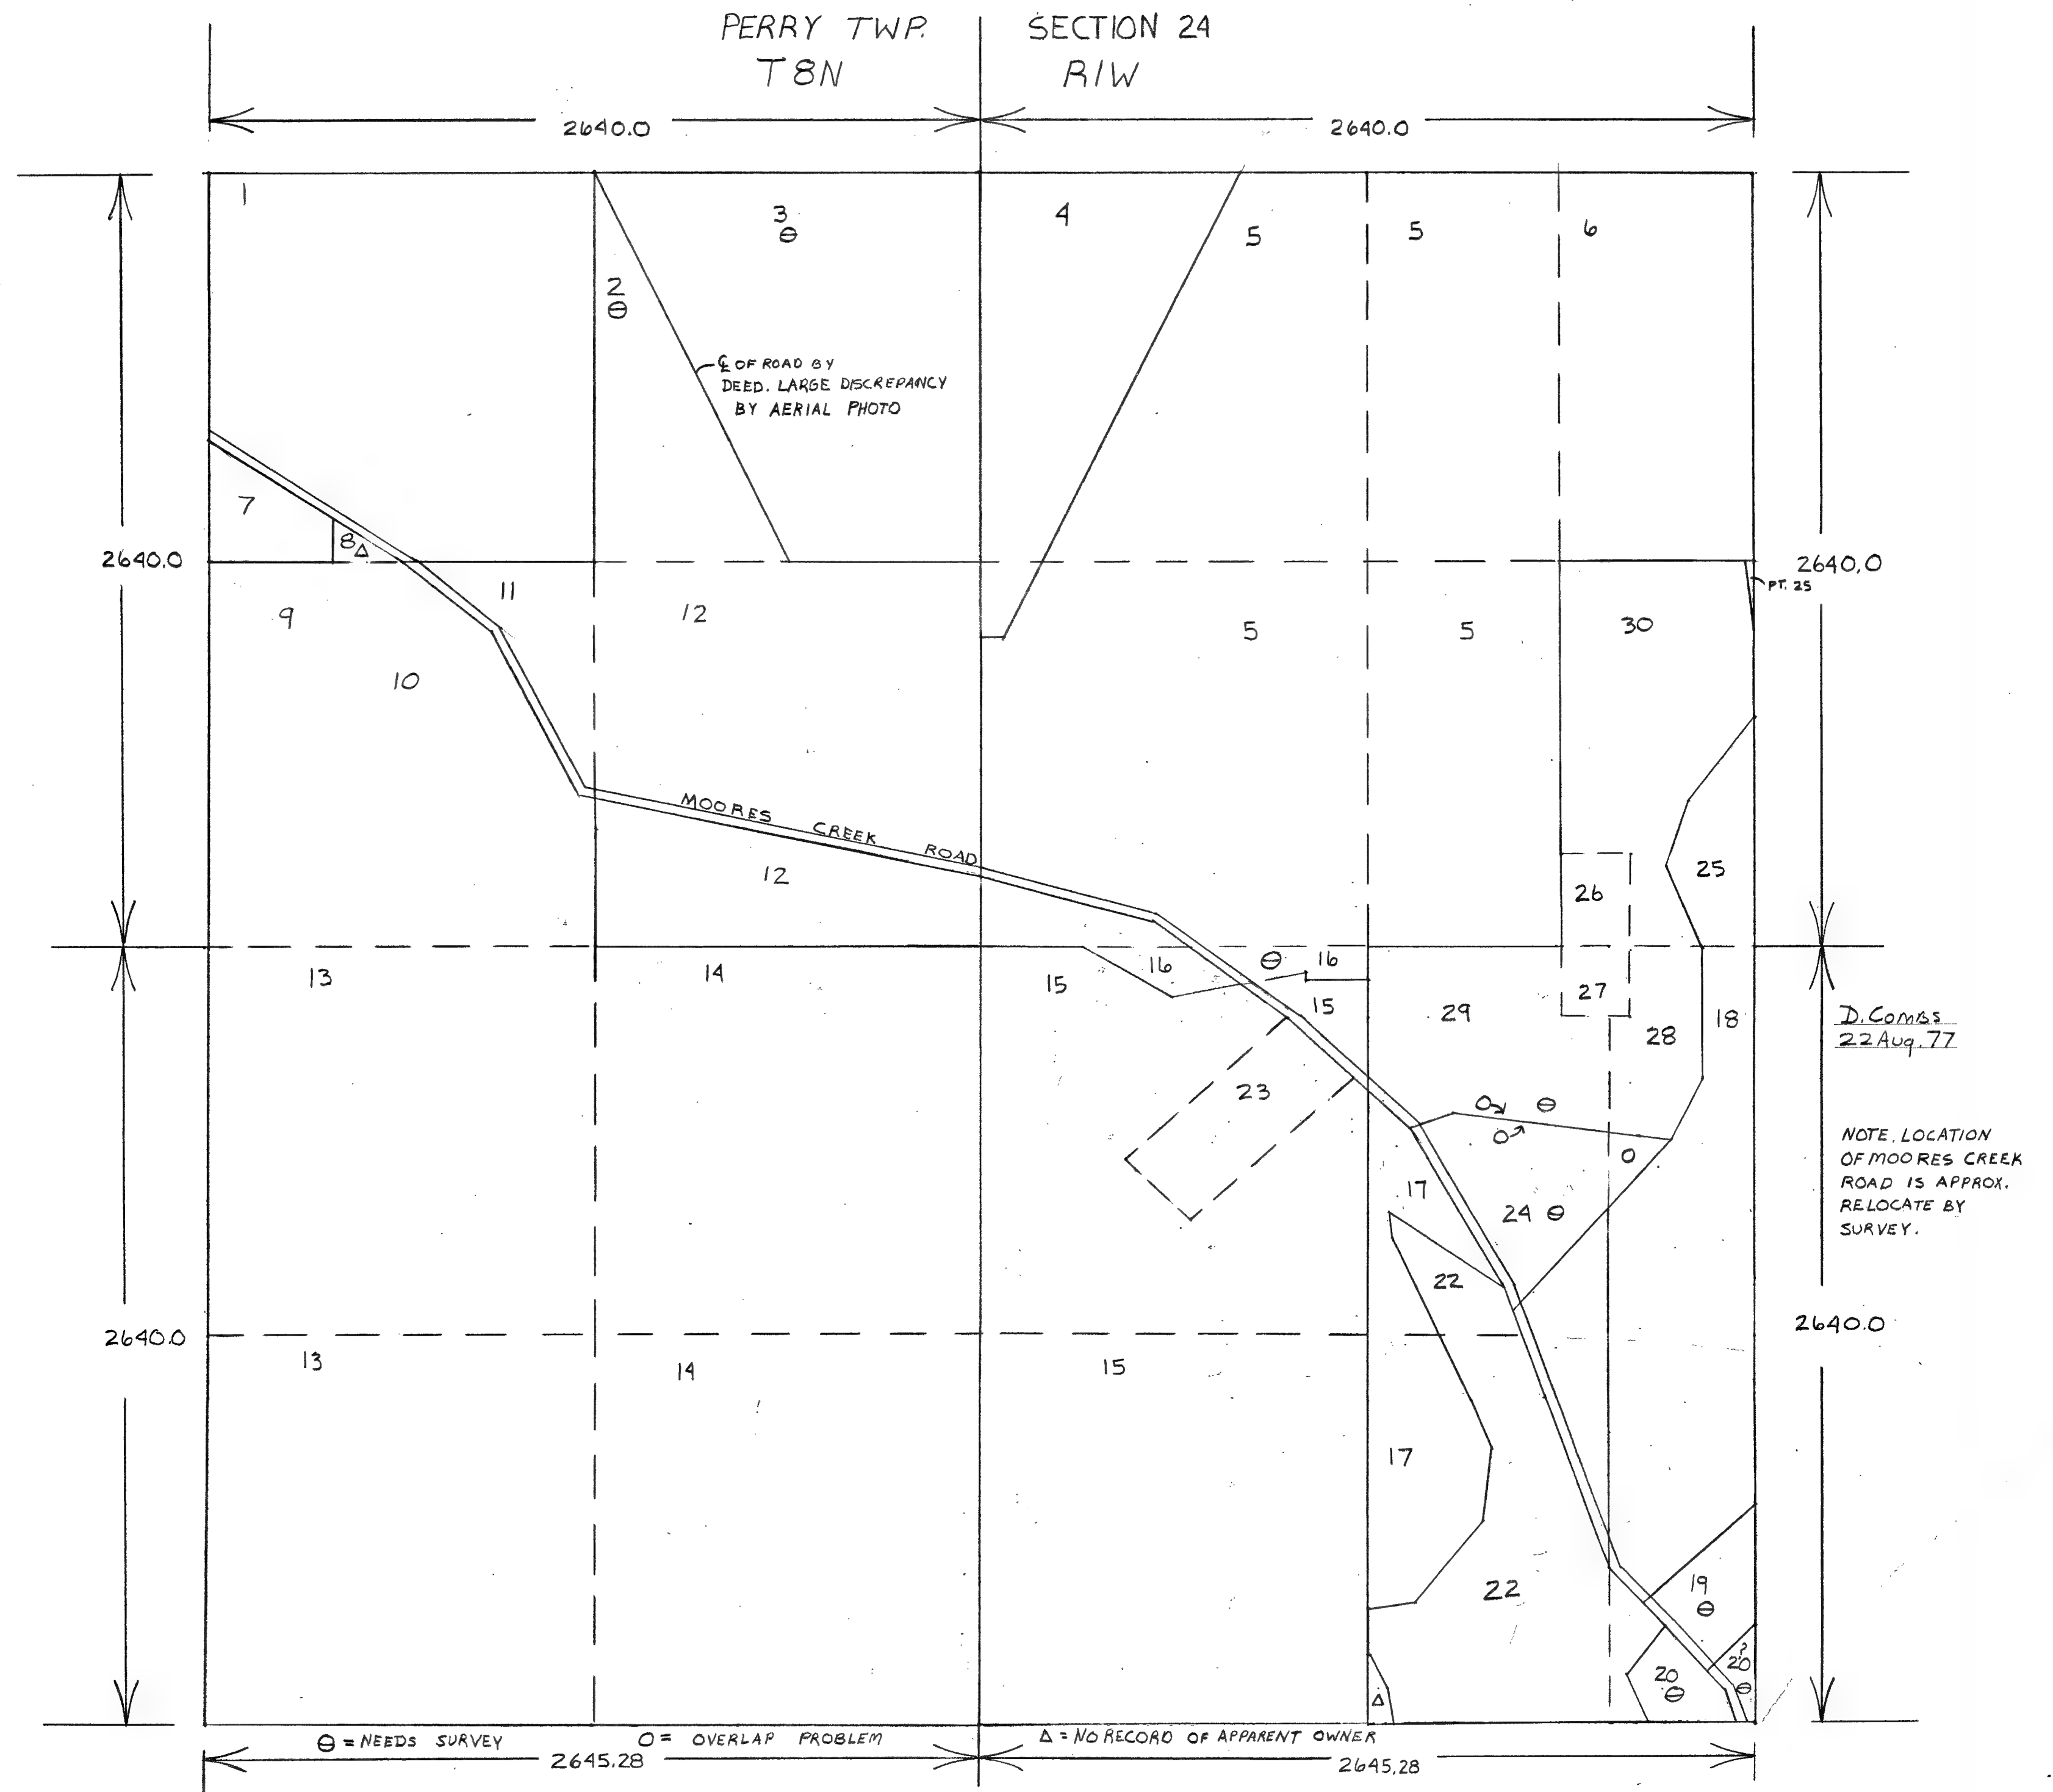 PERRY TWP. SECTION 24
T8N R1W
2640.0 2640.0
1
3
Θ
4
5
5
6
2
Θ
℄ OF ROAD BY
DEED. LARGE DISCREPANCY
BY AERIAL PHOTO
7
8 Δ
2640.0
2640.0
PT. 25
9
11
12
5
5
30
10
MOORES CREEK ROAD
12
25
26
13
14
15
16
Θ
16
15
27
29
28
18
D. COMBS
22 Aug. 77
23
O Θ
O
O
NOTE. LOCATION
OF MOORES CREEK
ROAD IS APPROX.
RELOCATE BY
SURVEY.
17
24 Θ
22
2640.0
2640.0
13
14
15
17
22
19
Θ
?
20
Θ
20
Θ
Δ
Θ = NEEDS SURVEY O = OVERLAP PROBLEM Δ = NO RECORD OF APPARENT OWNER
2645.28 2645.28